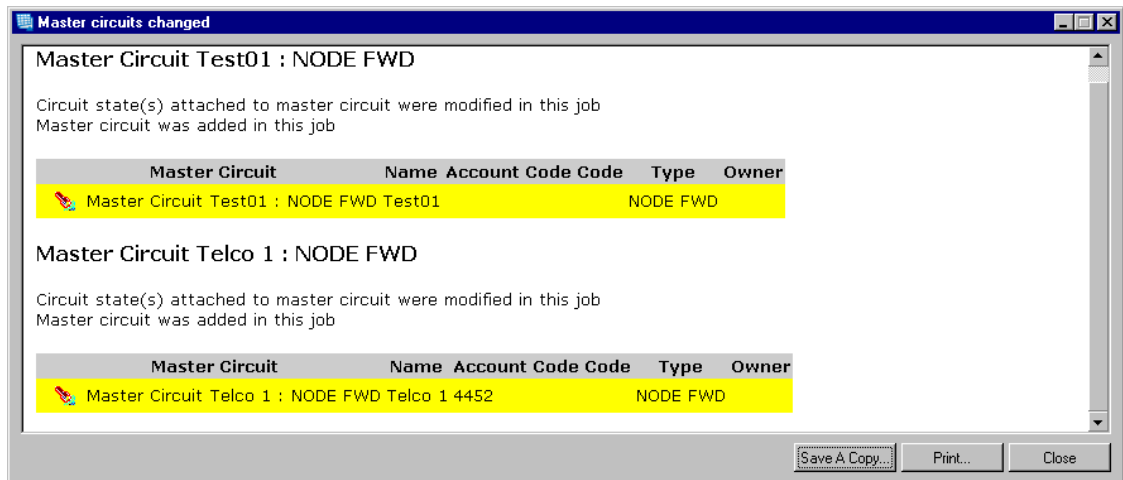 Master circuits changed
Master Circuit Test01 : NODE FWD
Circuit state(s) attached to master circuit were modified in this job
Master circuit was added in this job
Master Circuit Name Account Code Code Type Owner
Master Circuit Test01 : NODE FWD Test01 NODE FWD
Master Circuit Telco 1 : NODE FWD
Circuit state(s) attached to master circuit were modified in this job
Master circuit was added in this job
Master Circuit Name Account Code Code Type Owner
Master Circuit Telco 1 : NODE FWD Telco 1 4452 NODE FWD
Save A Copy... Print... Close